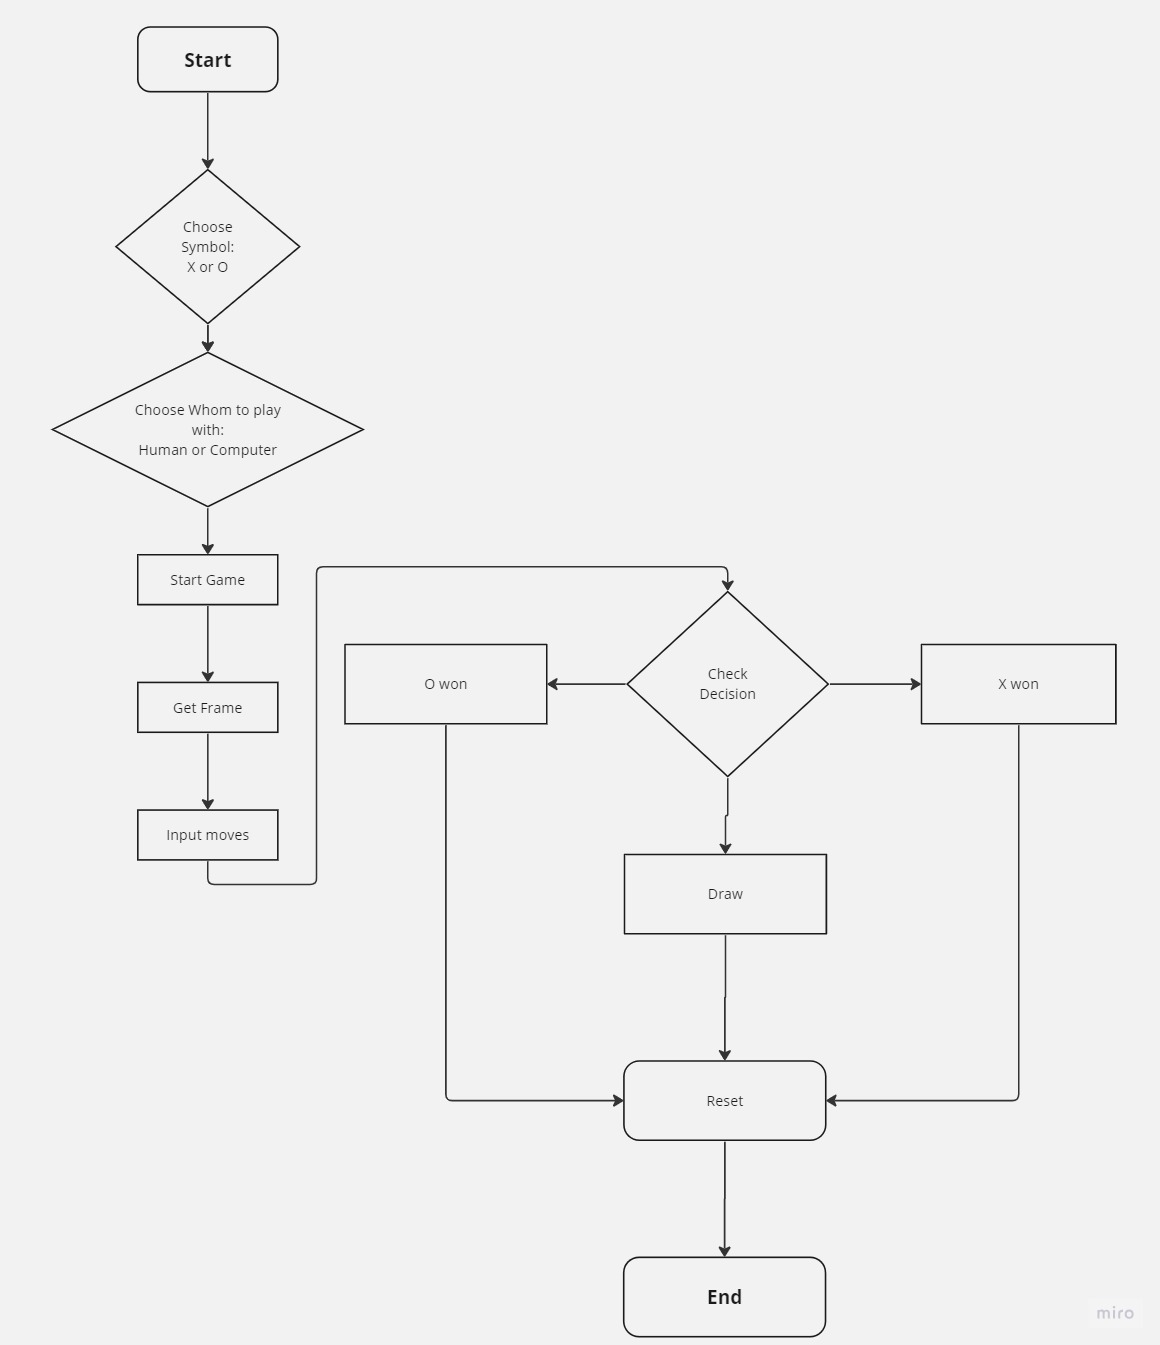 Start
Choose
Symbol:
X or O
Choose Whom to play
with:
Human or Computer
Start Game
Get Frame
Input moves
Check
Decision
O won
X won
Draw
Reset
End
miro